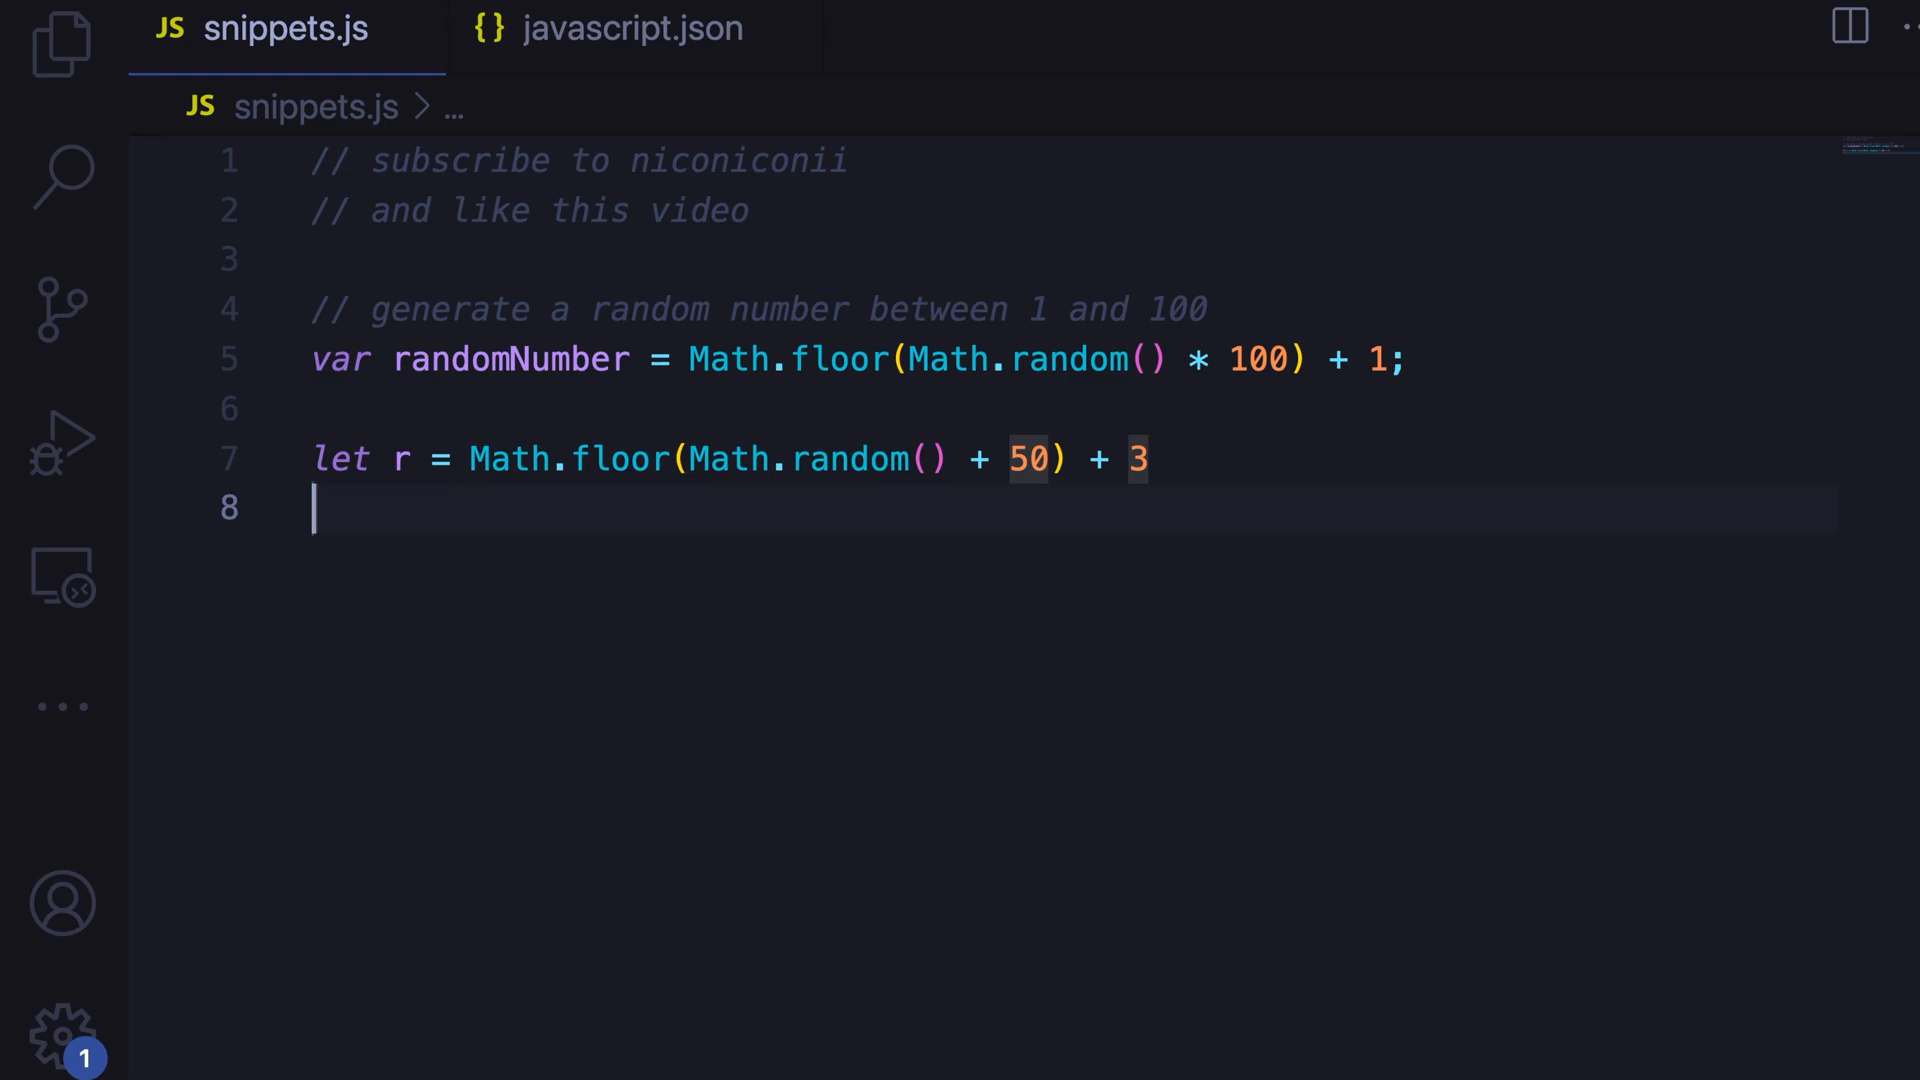 JS snippets.js {} javascript.json
JS snippets.js > ...
1 // subscribe to niconiconii
2 // and like this video
3
4 // generate a random number between 1 and 100
5 var randomNumber = Math.floor(Math.random() * 100) + 1;
6
7 let r = Math.floor(Math.random() + 50) + 3
8
1